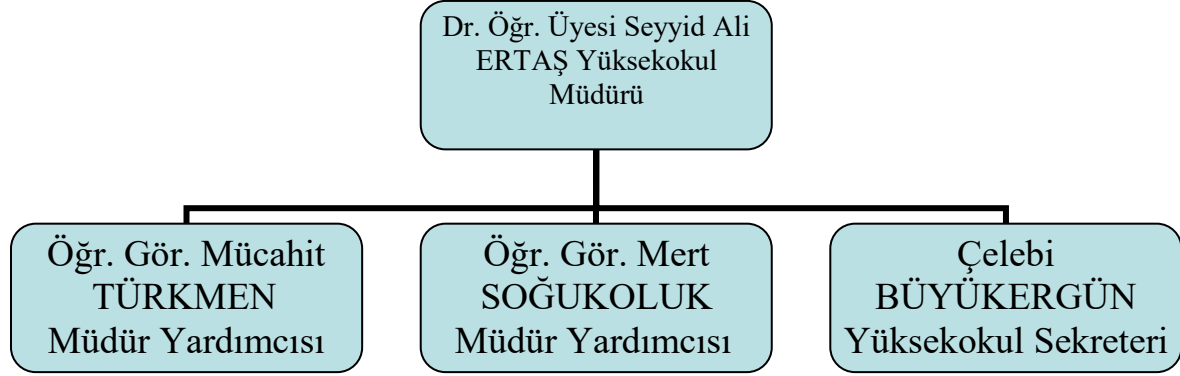 Dr. Öğr. Üyesi Seyyid Ali
ERTAŞ Yüksekokul
Müdürü
Öğr. Gör. Mücahit
TÜRKMEN
Müdür Yardımcısı
Öğr. Gör. Mert
SOĞUKOLUK
Müdür Yardımcısı
Çelebi
BÜYÜKERGÜN
Yüksekokul Sekreteri